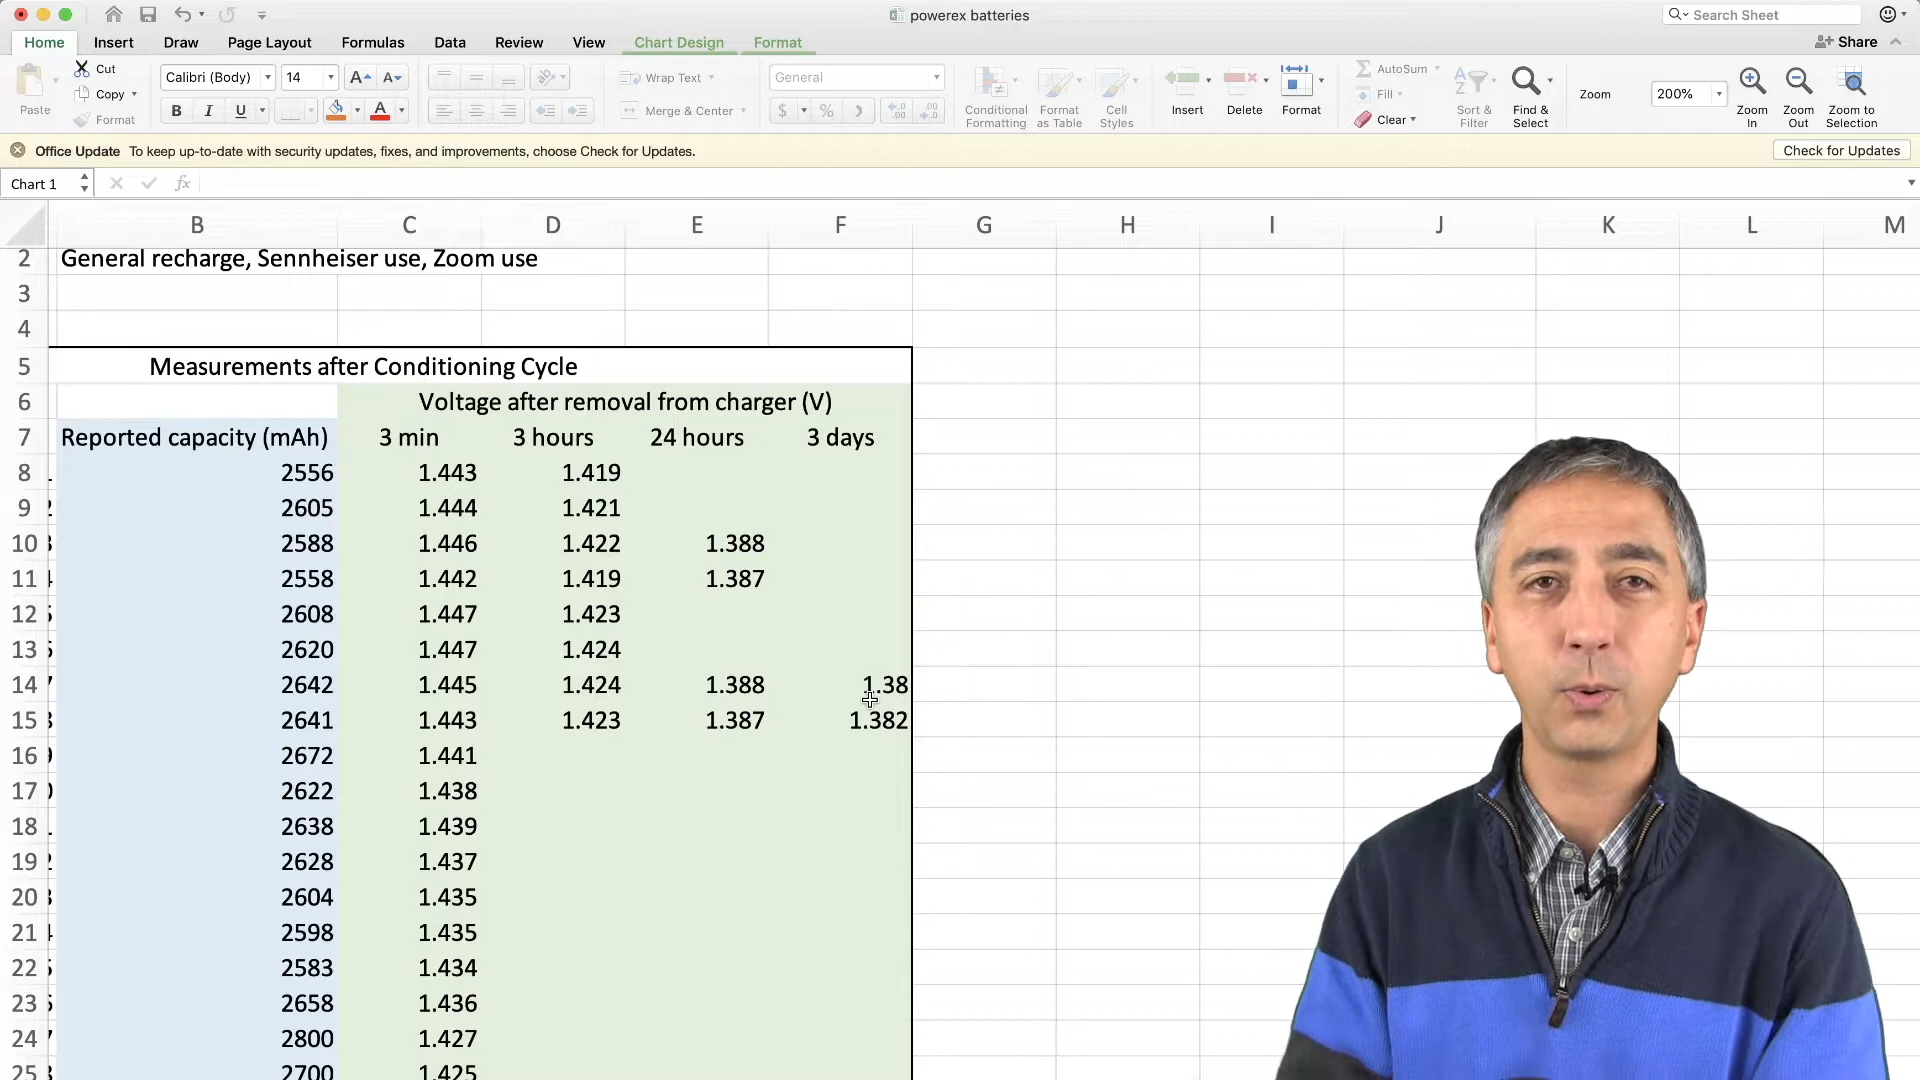 powerex batteries
Search Sheet
Home Insert Draw Page Layout Formulas Data Review View Chart Design Format Share
Paste Cut Copy Format
Calibri (Body) 14 A A
B I U A
Wrap Text
Merge & Center
General
$ %
Conditional Formatting
Format as Table
Cell Styles
Insert Delete Format
AutoSum
Fill
Clear
Sort & Filter
Find & Select
Zoom 200%
Zoom In
Zoom Out
Zoom to Selection
Office Update To keep up-to-date with security updates, fixes, and improvements, choose Check for Updates. Check for Updates
Chart 1 fx
B C D E F G H I J K L M
2 General recharge, Sennheiser use, Zoom use
3
4
5 Measurements after Conditioning Cycle
6 Voltage after removal from charger (V)
7 Reported capacity (mAh) 3 min 3 hours 24 hours 3 days
8 2556 1.443 1.419
9 2605 1.444 1.421
10 2588 1.446 1.422 1.388
11 2558 1.442 1.419 1.387
12 2608 1.447 1.423
13 2620 1.447 1.424
14 2642 1.445 1.424 1.388 1.38
15 2641 1.443 1.423 1.387 1.382
16 2672 1.441
17 2622 1.438
18 2638 1.439
19 2628 1.437
20 2604 1.435
21 2598 1.435
22 2583 1.434
23 2658 1.436
24 2800 1.427
25 2700 1.425